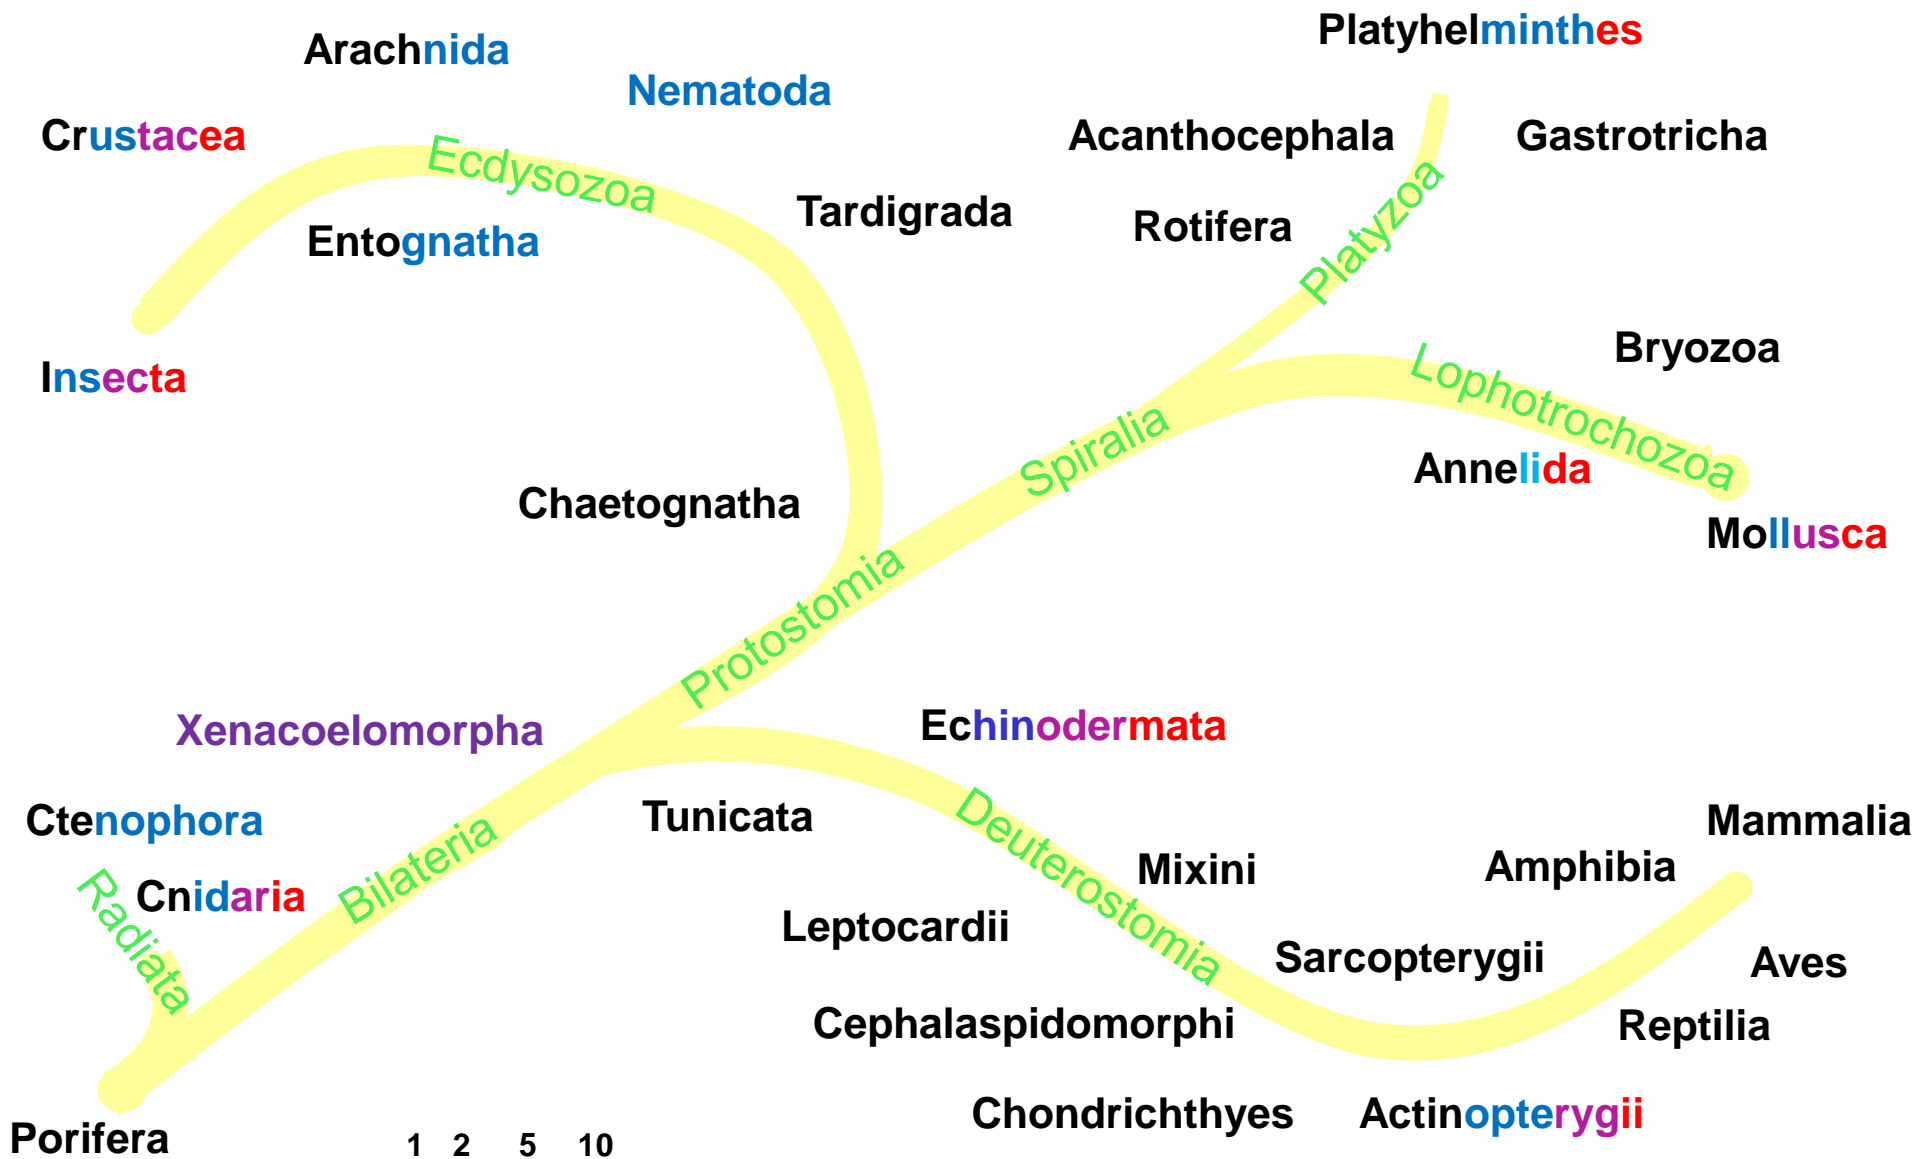 Platyhelminthes
Arachnida
Nematoda
Crustacea
Ecdysozoa
Acanthocephala
Gastrotricha
Tardigrada
Rotifera
Platyzoa
Entognatha
Bryozoa
Insecta
Lophotrochozoa
Spiralia
Annelida
Chaetognatha
Mollusca
Protostomia
Xenacoelomorpha
Echinodermata
Ctenophora
Tunicata
Mammalia
Bilateria
Deuterostomia
Mixini
Amphibia
Cnidaria
Radiata
Leptocardii
Sarcopterygii
Aves
Cephalaspidomorphi
Reptilia
Chondrichthyes
Actinopterygii
Porifera
1 2 5 10